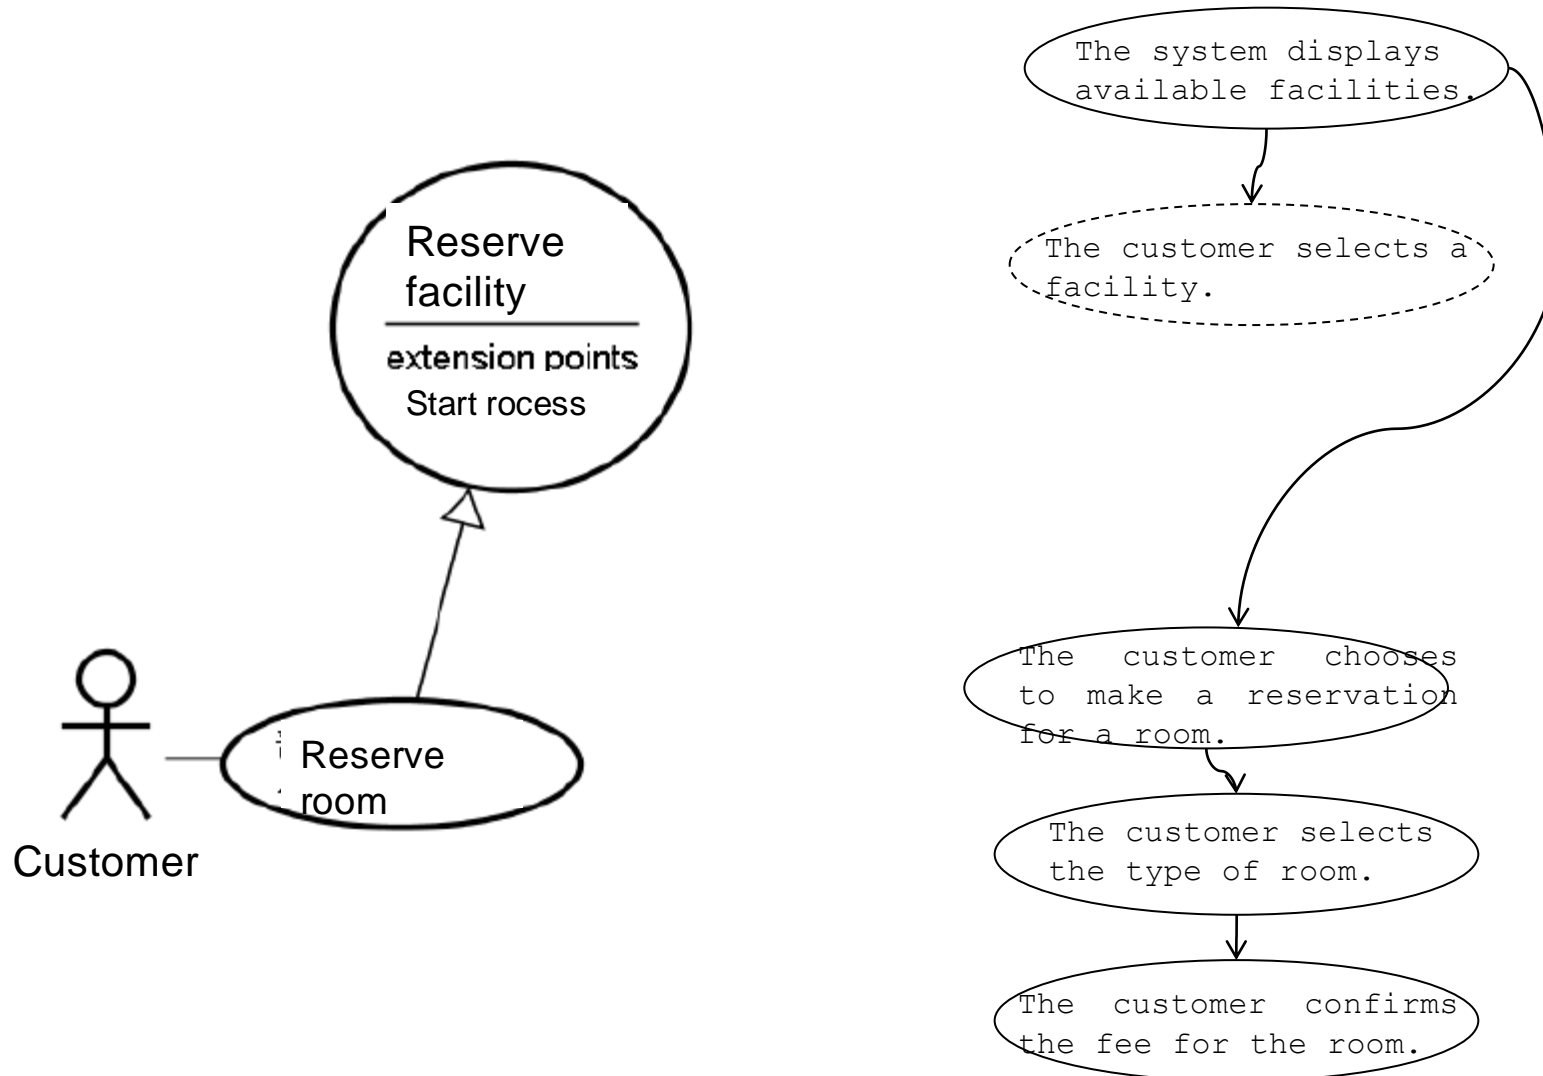 Reserve
facility
extension points
Start rocess
Reserve
room
Customer
The system displays
available facilities.
The customer selects a
facility.
The customer chooses
to make a reservation
for a room.
The customer selects
the type of room.
The customer confirms
the fee for the room.